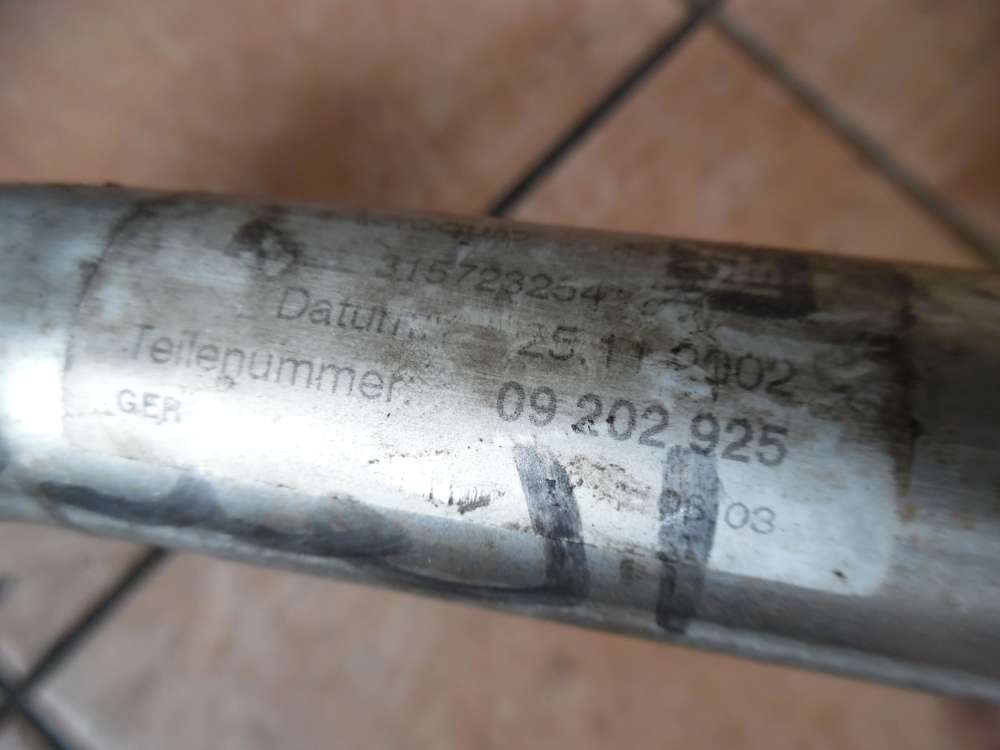 315723254
Datum 25.11.2002
Teilenummer: 09 202 925
GER 03